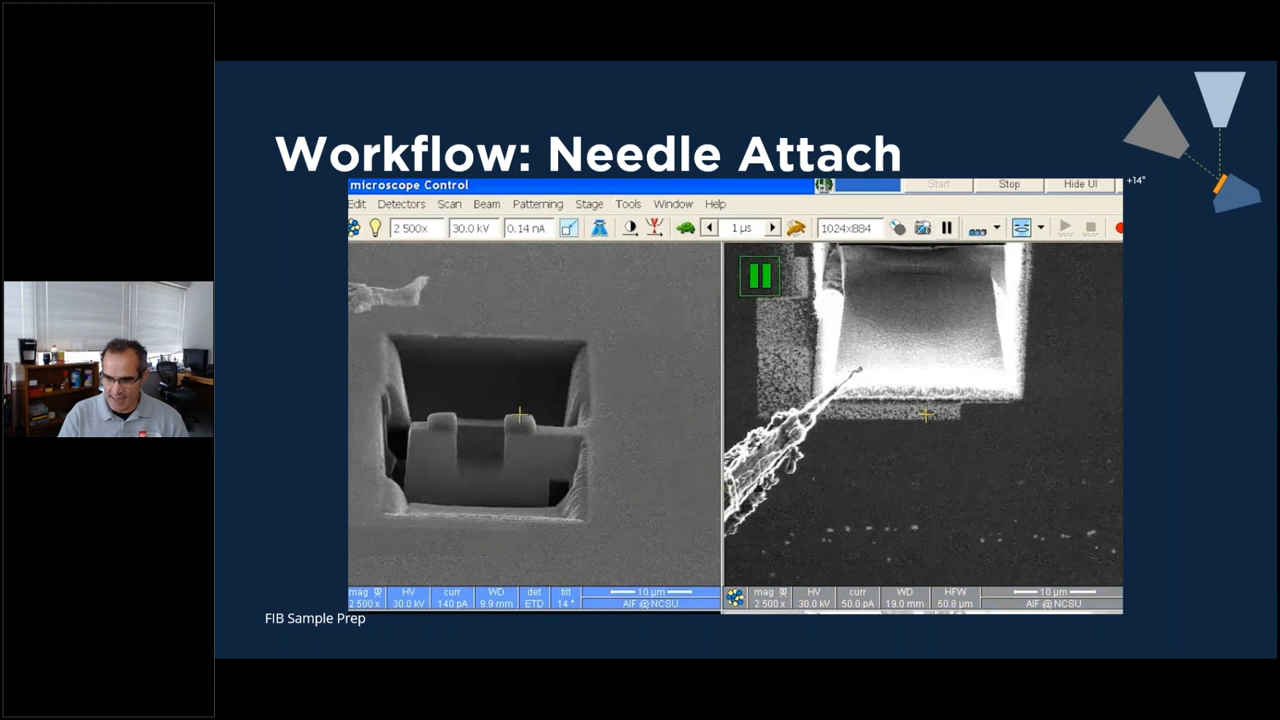 Workflow: Needle Attach
microscope Control
Start
Stop
Hide UI
+14°
Edit Detectors Scan Beam Patterning Stage Tools Window Help
2 500x 30.0 kV 0.14 nA 1 µs 1024x884
mag HV curr WD det tilt 10 µm
2 500 x 30.0 kV 140 pA 9.9 mm ETD 14 ° AIF @ NCSU
mag HV curr WD HFW 10 µm
2 500 x 30.0 kV 50.0 pA 19.0 mm 50.8 µm AIF @ NCSU
FIB Sample Prep